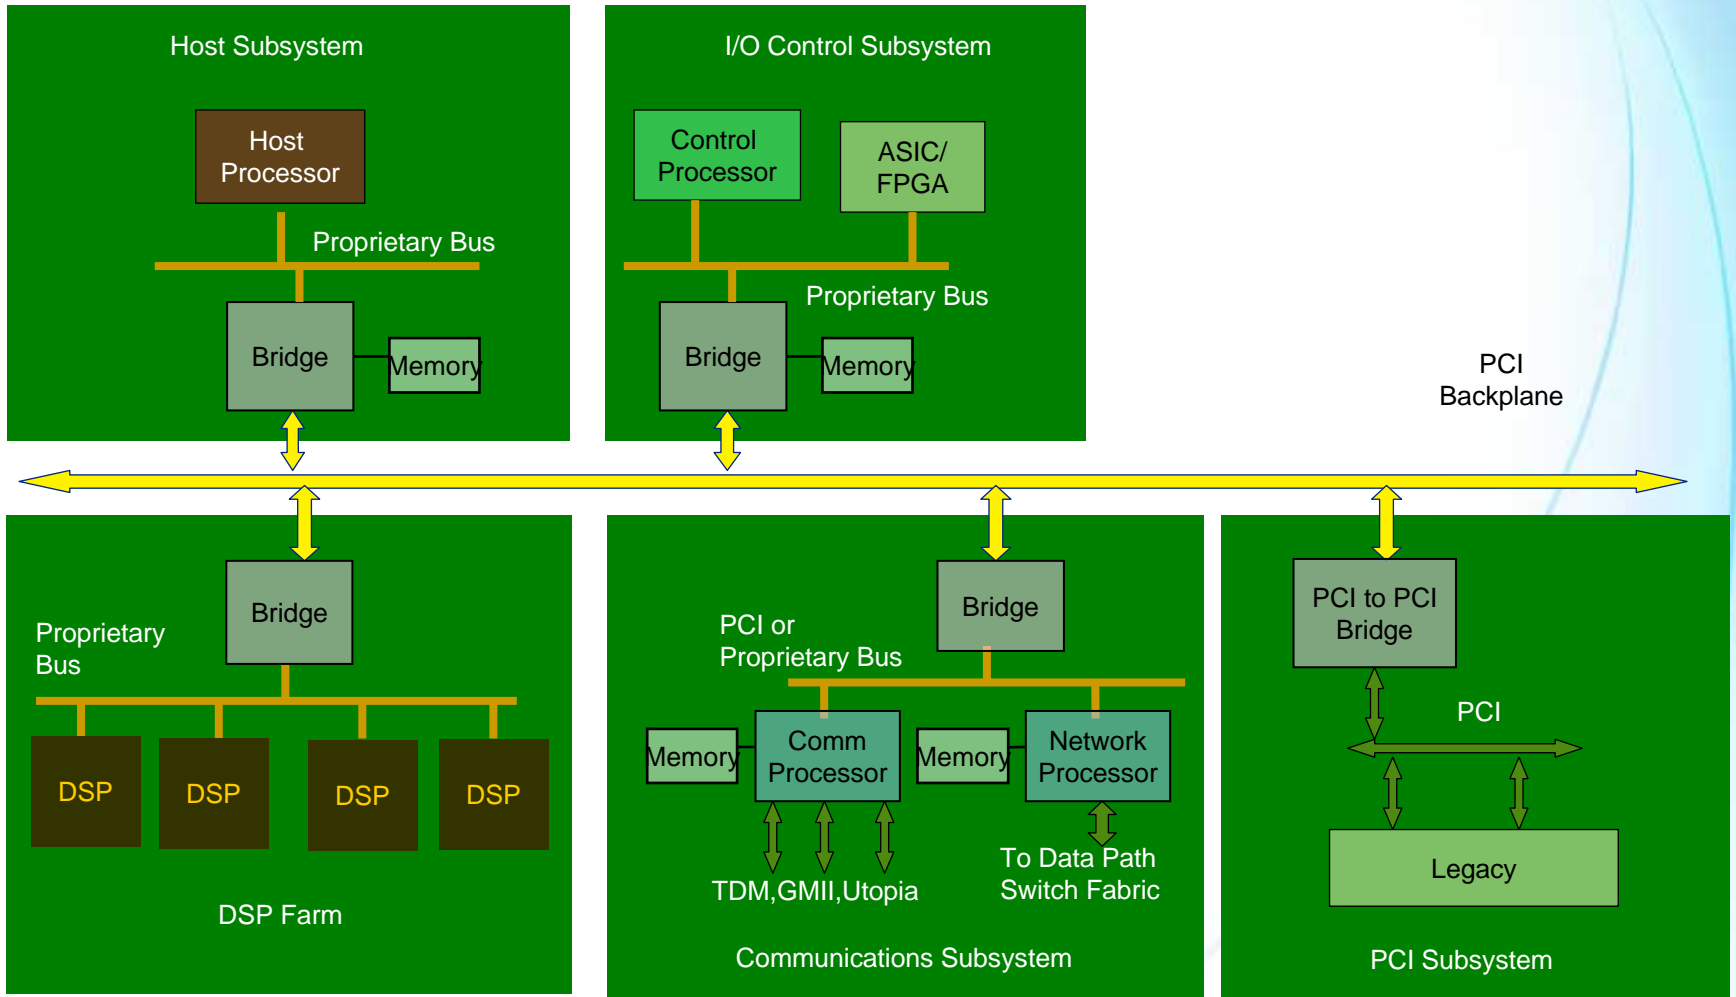 Host Subsystem
Host
Processor
Proprietary Bus
Bridge
Memory
I/O Control Subsystem
Control
Processor
ASIC/
FPGA
Proprietary Bus
Bridge
Memory
PCI
Backplane
Bridge
Proprietary
Bus
DSP
DSP
DSP
DSP
DSP Farm
Bridge
PCI or
Proprietary Bus
Memory
Comm
Processor
Memory
Network
Processor
TDM,GMII,Utopia
To Data Path
Switch Fabric
Communications Subsystem
PCI to PCI
Bridge
PCI
Legacy
PCI Subsystem